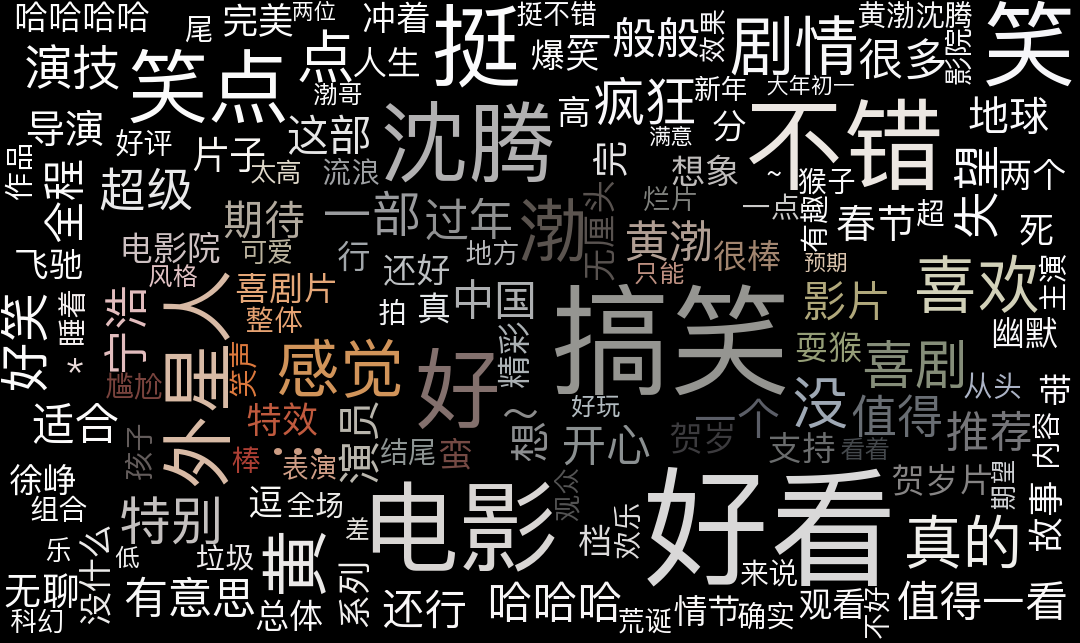 哈哈哈哈
尾
完美
两位
冲着
挺
挺不错
一般般
效果
剧情
黄渤沈腾
很多
影院
笑
演技
笑点
点
人生
爆笑
渤哥
疯狂
新年
大年初一
不错
地球
高
导演
好评
片子
这部
沈腾
满意
分
完
想象
~
猴子
失望
两个
作品
全程
超级
太高
流浪
烂片
一点
有趣
春节
超
死
期待
一部
过年
渤
无厘头
黄渤
很棒
预期
飞驰
电影院
可爱
行
地方
还好
只能
喜欢
主演
风格
喜剧片
整体
拍
真
中国
搞笑
影片
幽默
好笑
睡着
*
宁浩
外星人
笑声
感觉
好
精彩
耍猴
喜剧
从头
带
尴尬
特效
演员
好玩
~
想
个
没
值得
推荐
内容
适合
孩子
棒
...
表演
结尾
蛮
开心
贺岁
支持
看着
徐峥
组合
特别
逗
全场
差
电影
观众
档
欢乐
好看
贺岁片
期望
故事
真的
乐
没什么
低
垃圾
黄
系列
来说
无聊
科幻
有意思
总体
还行
哈哈哈
荒诞
情节
确实
观看
不好
值得一看